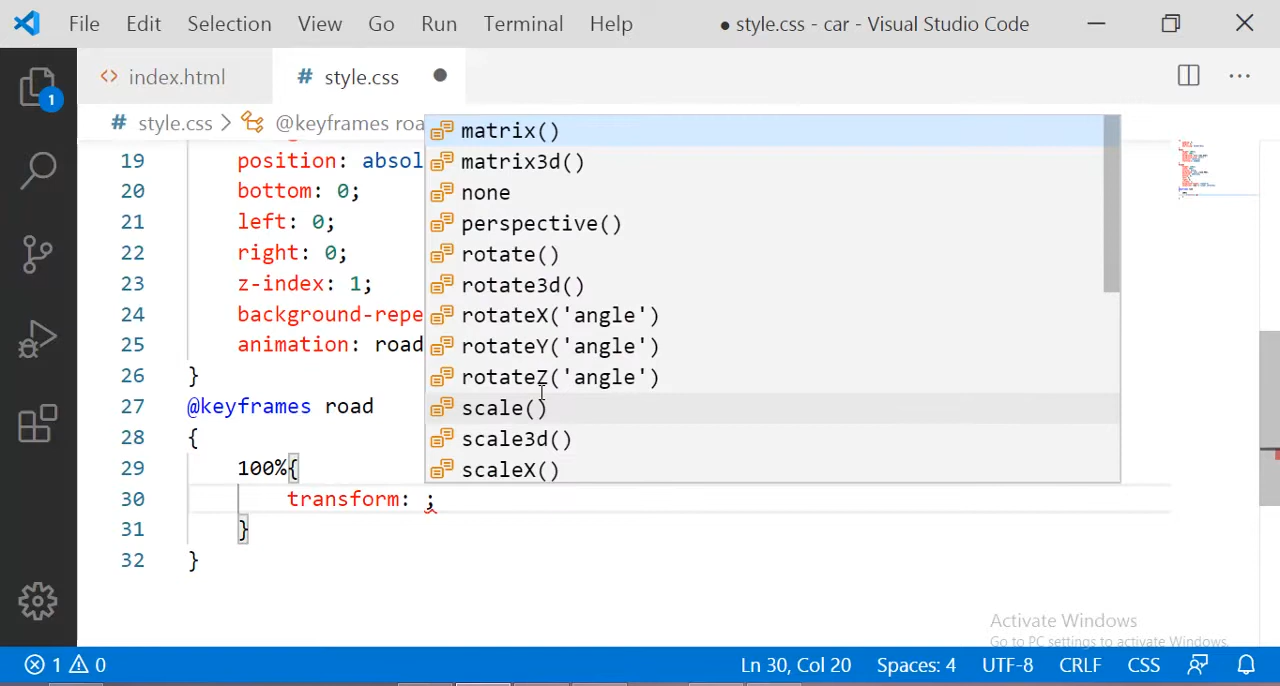 File Edit Selection View Go Run Terminal Help ● style.css - car - Visual Studio Code
<> index.html # style.css ●
# style.css > @keyframes roa
1
matrix()
matrix3d()
none
perspective()
rotate()
rotate3d()
rotateX('angle')
rotateY('angle')
rotateZ('angle')
scale()
scale3d()
scaleX()
19 position: absol
20 bottom: 0;
21 left: 0;
22 right: 0;
23 z-index: 1;
24 background-repe
25 animation: road
26 }
27 @keyframes road
28 {
29 100%{
30 transform: ;
31 }
32 }
Activate Windows
Go to PC settings to activate Windows.
1 0 Ln 30, Col 20 Spaces: 4 UTF-8 CRLF CSS